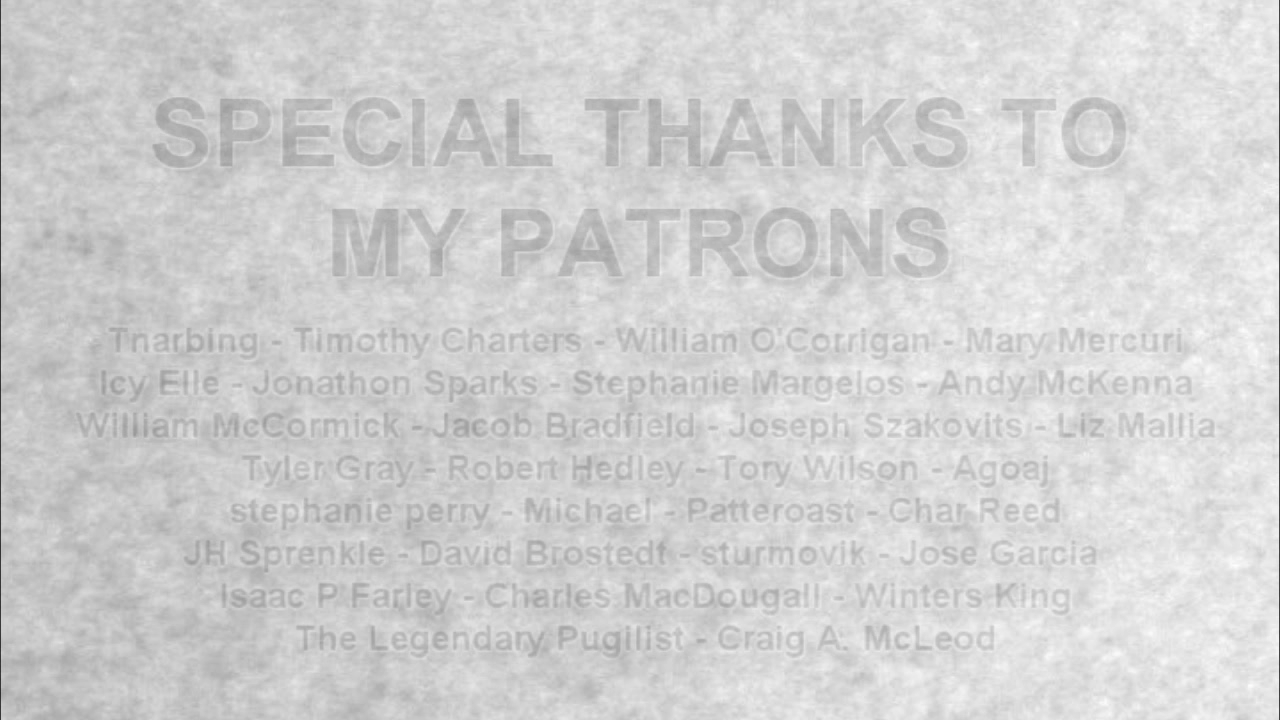 SPECIAL THANKS TO
MY PATRONS
Tnarbing - Timothy Charters - William O'Corrigan - Mary Mercuri
Icy Elle - Jonathon Sparks - Stephanie Margelos - Andy McKenna
William McCormick - Jacob Bradfield - Joseph Szakovits - Liz Mallia
Tyler Gray - Robert Hedley - Tory Wilson - Agoaj
stephanie perry - Michael - Patteroast - Char Reed
JH Sprenkle - David Brostedt - sturmovik - Jose Garcia
Isaac P Farley - Charles MacDougall - Winters King
The Legendary Pugilist - Craig A. McLeod